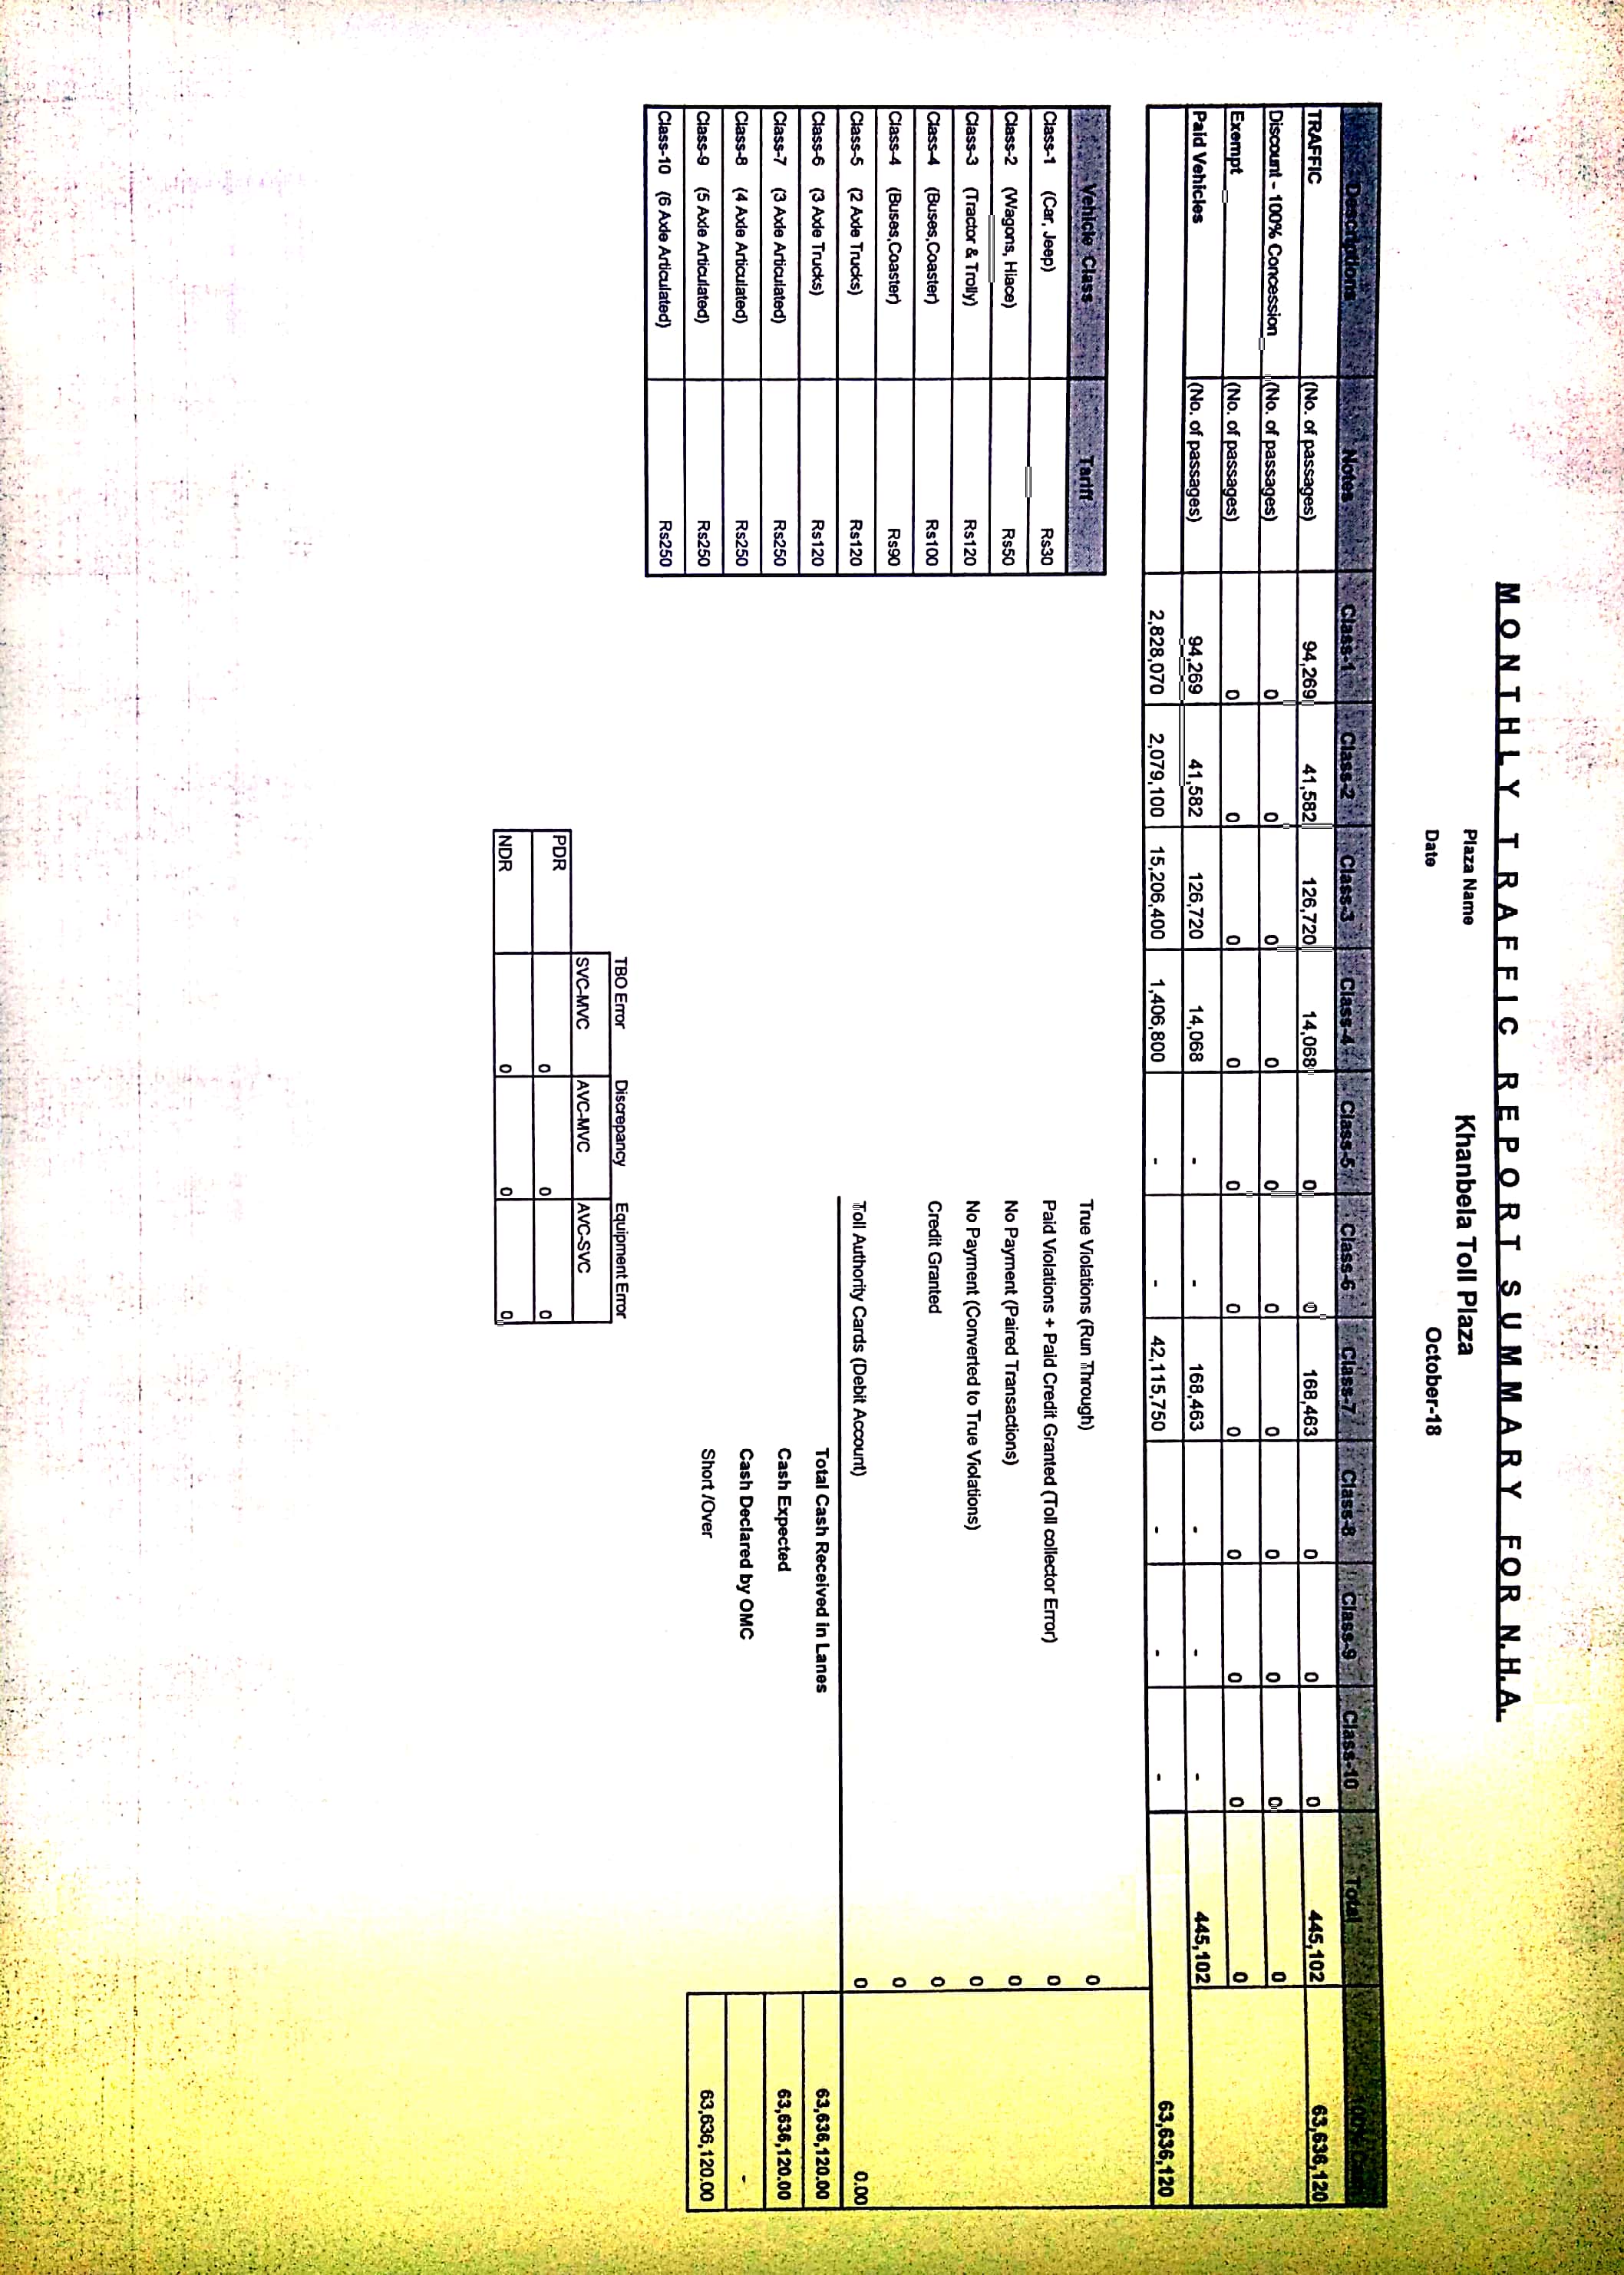 MONTHLY TRAFFIC REPORT SUMMARY FOR N.H.A.
Plaza Name Khanbela Toll Plaza
Date October-18
Descriptions Notes Class-1 Class-2 Class-3 Class-4 Class-5 Class-6 Class-7 Class-8 Class-9 Class-10 Total 100%
TRAFFIC (No. of passages) 94,269 41,582 126,720 14,068 0 0 168,463 0 0 0 445,102 63,636,120
Discount - 100% Concession (No. of passages) 0 0 0 0 0 0 0 0 0 0 0
Exempt (No. of passages) 0 0 0 0 0 0 0 0 0 0 0
Paid Vehicles (No. of passages) 94,269 41,582 126,720 14,068 - - 168,463 - - - 445,102
2,828,070 2,079,100 15,206,400 1,406,800 - - 42,115,750 - - - 63,636,120
Vehicle Class Tariff
Class-1 (Car, Jeep) Rs30
Class-2 (Wagons, Hiace) Rs50
Class-3 (Tractor & Trolly) Rs120
Class-4 (Buses,Coaster) Rs100
Class-4 (Buses,Coaster) Rs90
Class-5 (2 Axle Trucks) Rs120
Class-6 (3 Axle Trucks) Rs120
Class-7 (3 Axle Articulated) Rs250
Class-8 (4 Axle Articulated) Rs250
Class-9 (5 Axle Articulated) Rs250
Class-10 (6 Axle Articulated) Rs250
True Violations (Run Through) 0
Paid Violations + Paid Credit Granted (Toll collector Error) 0
No Payment (Paired Transactions) 0
No Payment (Converted to True Violations) 0
Credit Granted 0
0
Toll Authority Cards (Debit Account) 0 0.00
Total Cash Received in Lanes 63,636,120.00
Cash Expected 63,636,120.00
Cash Declared by OMC -
Short /Over 63,636,120.00
TBO Error Discrepancy Equipment Error
SVC-MVC AVC-MVC AVC-SVC
PDR 0 0 0
NDR 0 0 0